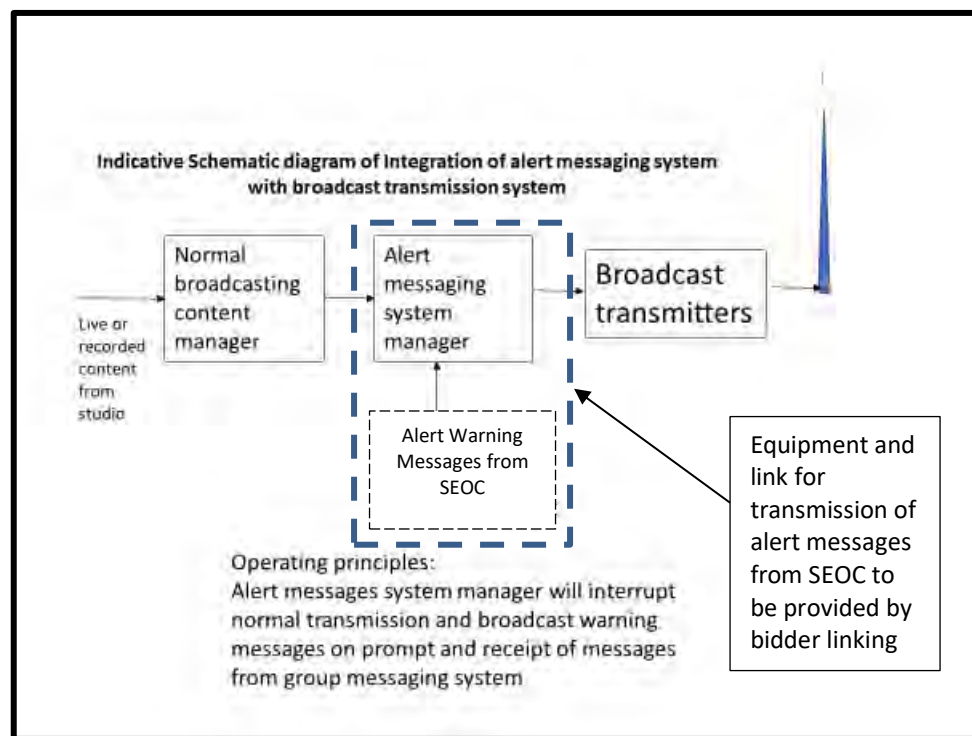 Indicative Schematic diagram of Integration of alert messaging system
with broadcast transmission system
Normal
broadcasting
content
manager
Alert
messaging
system
manager
Broadcast
transmitters
Live or
recorded
content
from
studio
Alert Warning
Messages from
SEOC
Equipment and
link for
transmission of
alert messages
from SEOC to
be provided by
bidder linking
Operating principles:
Alert messages system manager will interrupt
normal transmission and broadcast warning
messages on prompt and receipt of messages
from group messaging system